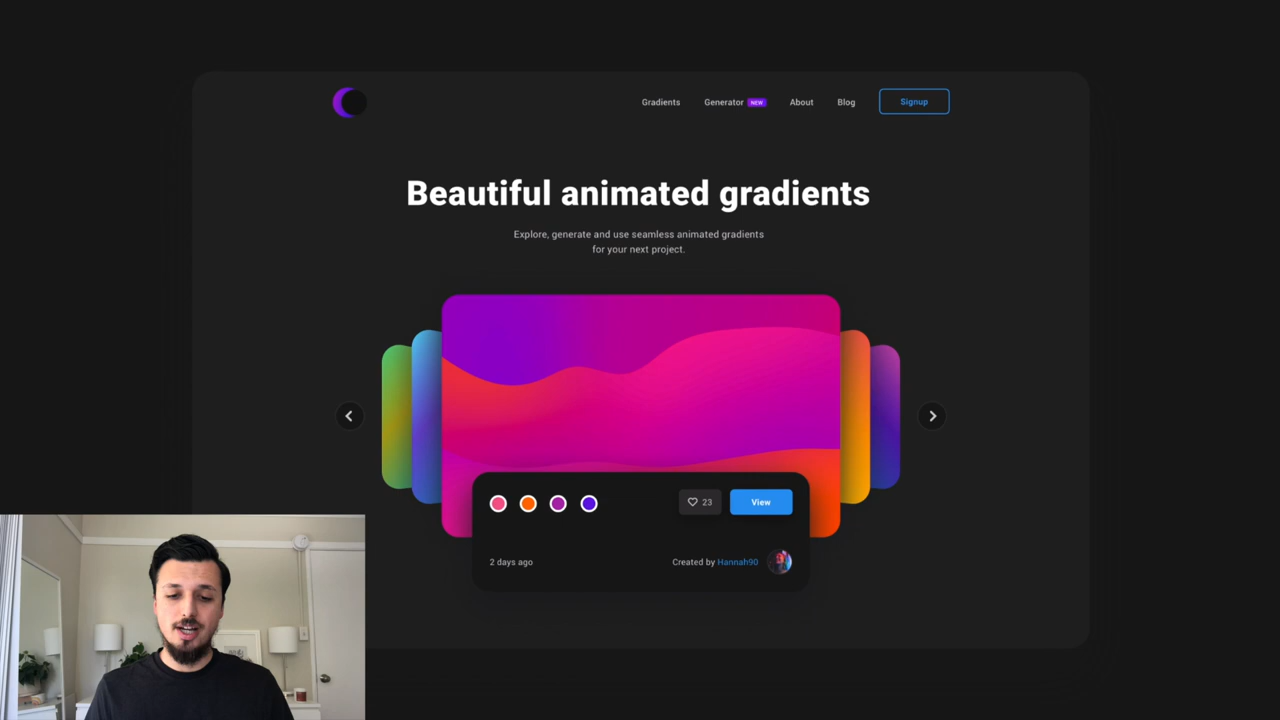 Gradients Generator NEW About Blog Signup
Beautiful animated gradients
Explore, generate and use seamless animated gradients
for your next project.
23 View
2 days ago Created by Hannah90